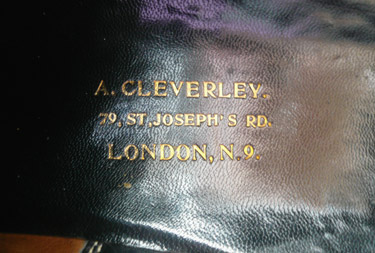 A. CLEVERLEY.
79, ST, JOSEPH'S RD.
LONDON, N.9.